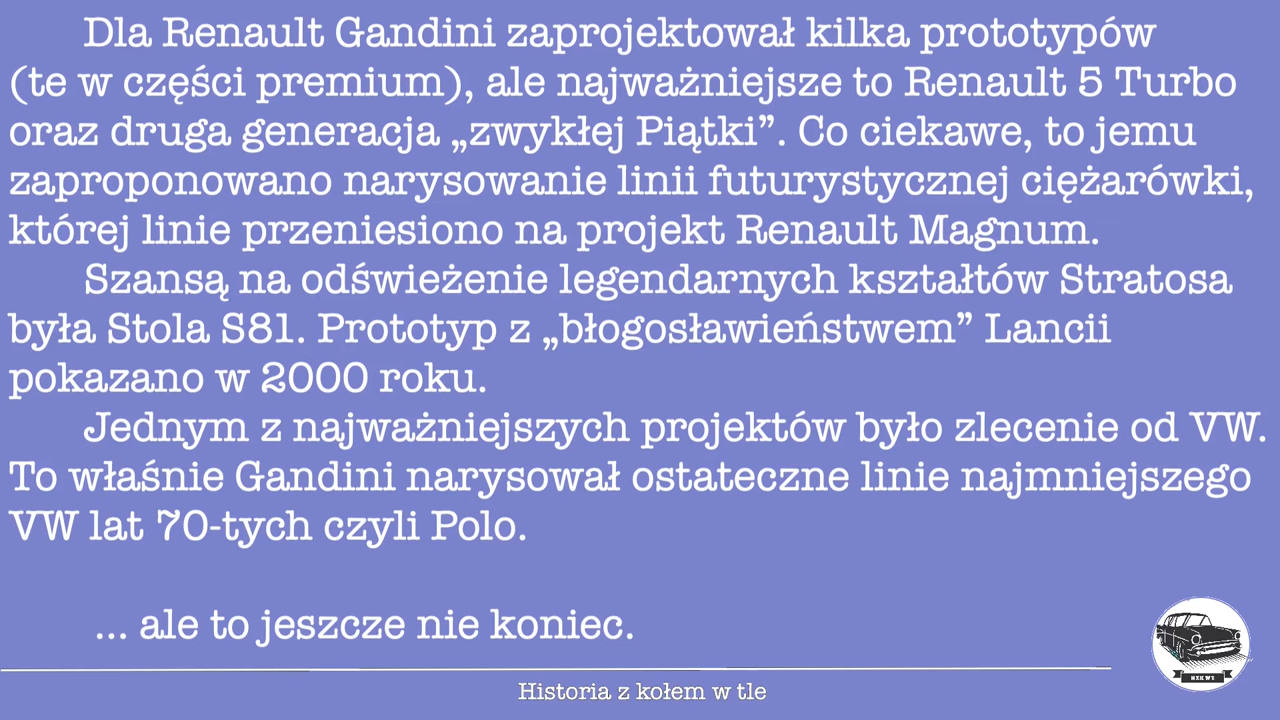 Dla Renault Gandini zaprojektował kilka prototypów
(te w części premium), ale najważniejsze to Renault 5 Turbo
oraz druga generacja „zwykłej Piątki”. Co ciekawe, to jemu
zaproponowano narysowanie linii futurystycznej ciężarówki,
której linie przeniesiono na projekt Renault Magnum.
Szansą na odświeżenie legendarnych kształtów Stratosa
była Stola S81. Prototyp z „błogosławieństwem” Lancii
pokazano w 2000 roku.
Jednym z najważniejszych projektów było zlecenie od VW.
To właśnie Gandini narysował ostateczne linie najmniejszego
VW lat 70-tych czyli Polo.
... ale to jeszcze nie koniec.
Historia z kołem w tle